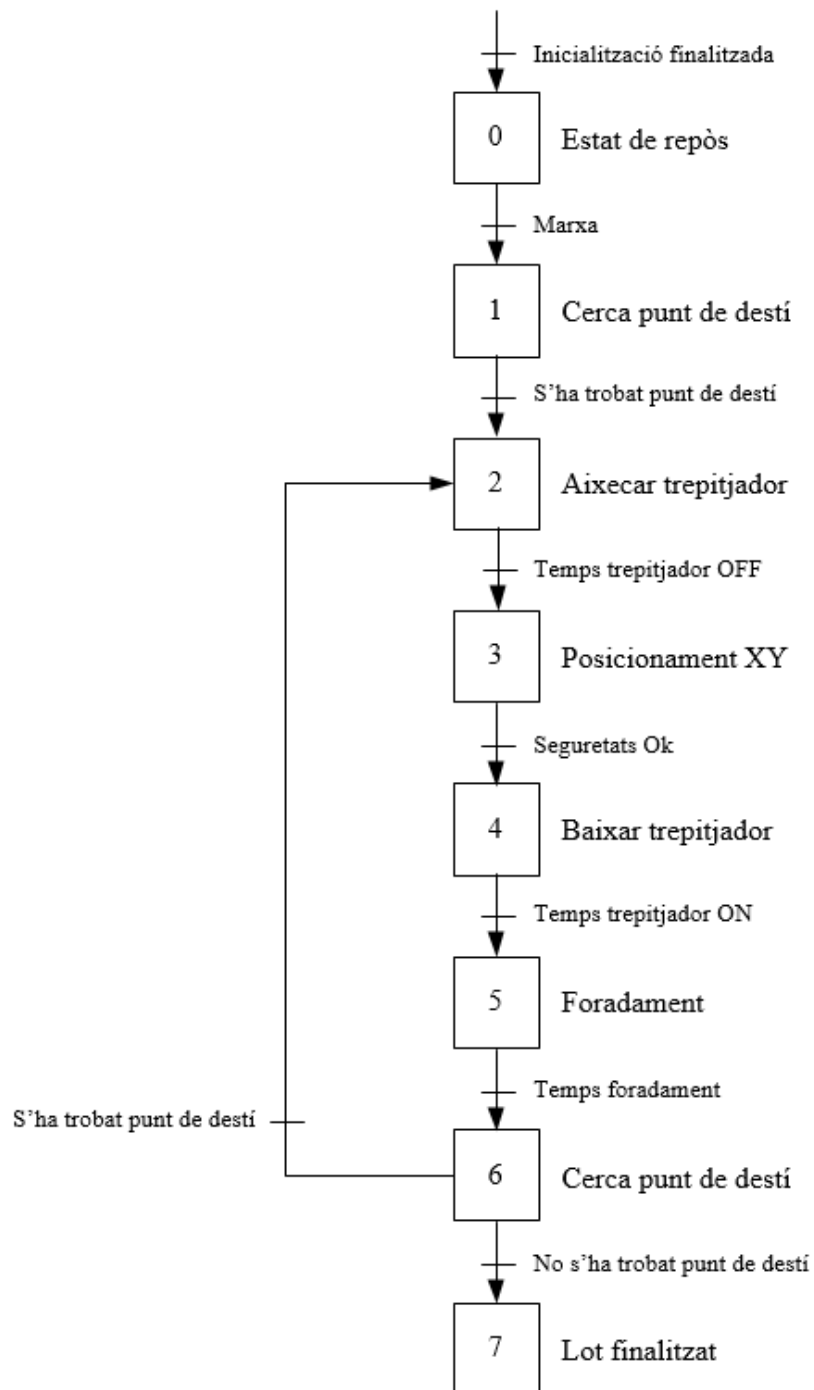 Inicialització finalitzada
0
Estat de repòs
Marxa
1
Cerca punt de destí
S'ha trobat punt de destí
2
Aixecar trepitjador
Temps trepitjador OFF
3
Posicionament XY
Seguretats Ok
4
Baixar trepitjador
Temps trepitjador ON
5
Foradament
Temps foradament
S'ha trobat punt de destí
6
Cerca punt de destí
No s'ha trobat punt de destí
7
Lot finalitzat